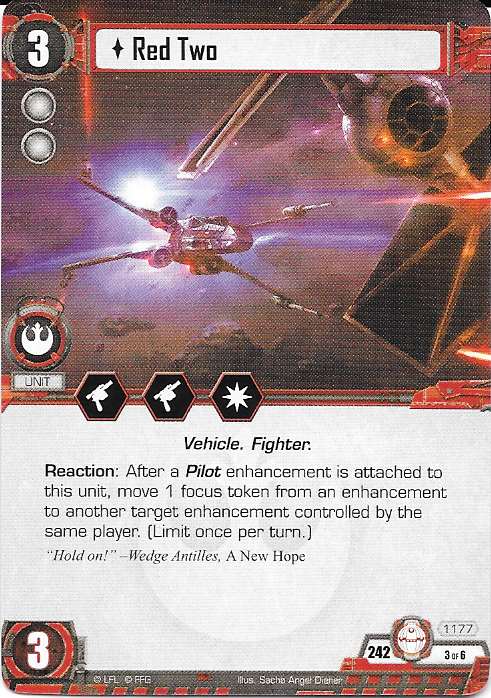 3
Red Two
UNIT
Vehicle. Fighter.
Reaction: After a Pilot enhancement is attached to
this unit, move 1 focus token from an enhancement
to another target enhancement controlled by the
same player. (Limit once per turn.)
“Hold on!” –Wedge Antilles, A New Hope
3
242
1177
3 OF 6
© LFL © FFG
Illus. Sacha Angel Diener